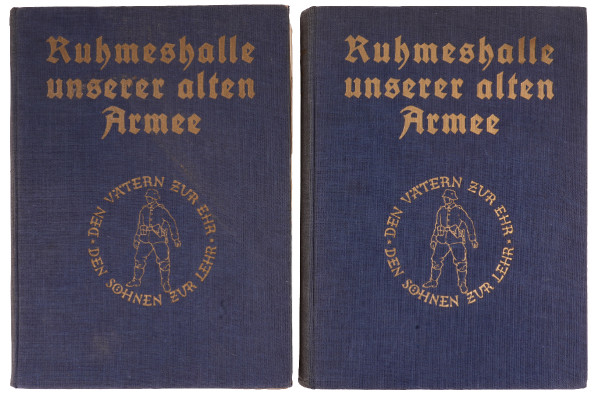 Ruhmeshalle
unserer alten
Armee
· DEN VÄTERN ZUR EHR ·
DEN SÖHNEN ZUR LEHR
Ruhmeshalle
unserer alten
Armee
· DEN VÄTERN ZUR EHR ·
DEN SÖHNEN ZUR LEHR